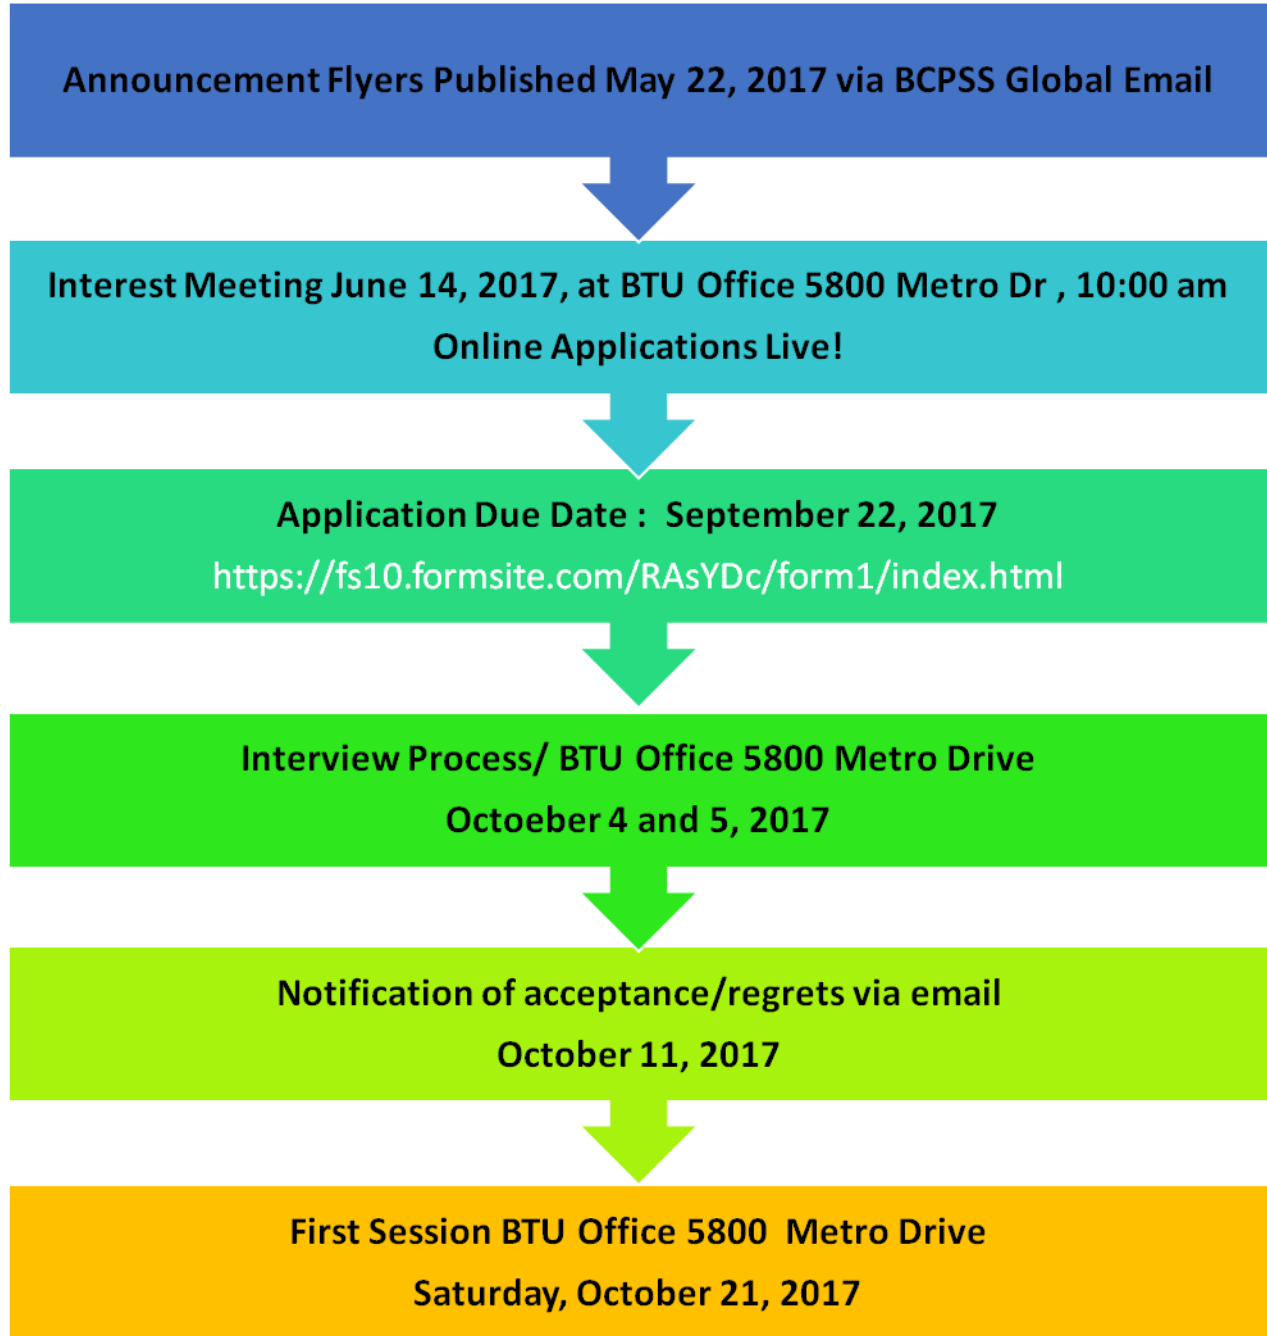 Announcement Flyers Published May 22, 2017 via BCPSS Global Email
Interest Meeting June 14, 2017, at BTU Office 5800 Metro Dr , 10:00 am
Online Applications Live!
Application Due Date :  September 22, 2017
https://fs10.formsite.com/RAsYDc/form1/index.html
Interview Process/ BTU Office 5800 Metro Drive
Octoeber 4 and 5, 2017
Notification of acceptance/regrets via email
October 11, 2017
First Session BTU Office 5800  Metro Drive
Saturday, October 21, 2017